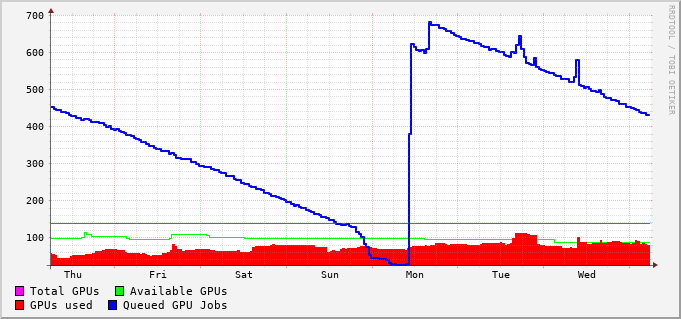 700
600
500
400
300
200
100
Thu Fri Sat Sun Mon Tue Wed
RRDTOOL / TOBI OETIKER
Total GPUs Available GPUs
GPUs used Queued GPU Jobs